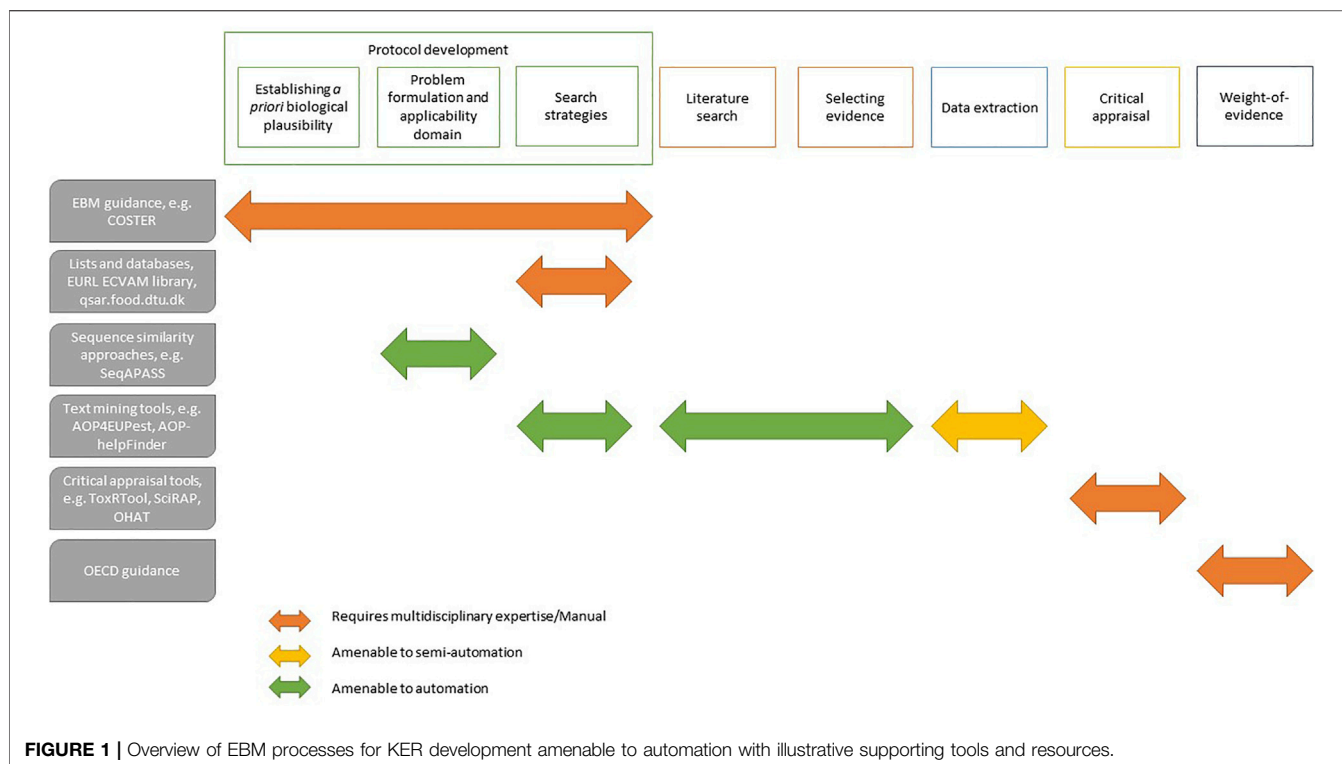 Protocol development
Establishing a
priori biological
plausibility
Problem
formulation and
applicability
domain
Search
strategies
Literature
search
Selecting
evidence
Data extraction
Critical
appraisal
Weight-of-
evidence
EBM guidance, e.g.
COSTER
Lists and databases,
EURL ECVAM library,
qsar.food.dtu.dk
Sequence similarity
approaches, e.g.
SeqAPASS
Text mining tools, e.g.
AOP4EUPest, AOP-
helpFinder
Critical appraisal tools,
e.g. ToxRTool, SciRAP,
OHAT
OECD guidance
Requires multidisciplinary expertise/Manual
Amenable to semi-automation
Amenable to automation
FIGURE 1 | Overview of EBM processes for KER development amenable to automation with illustrative supporting tools and resources.